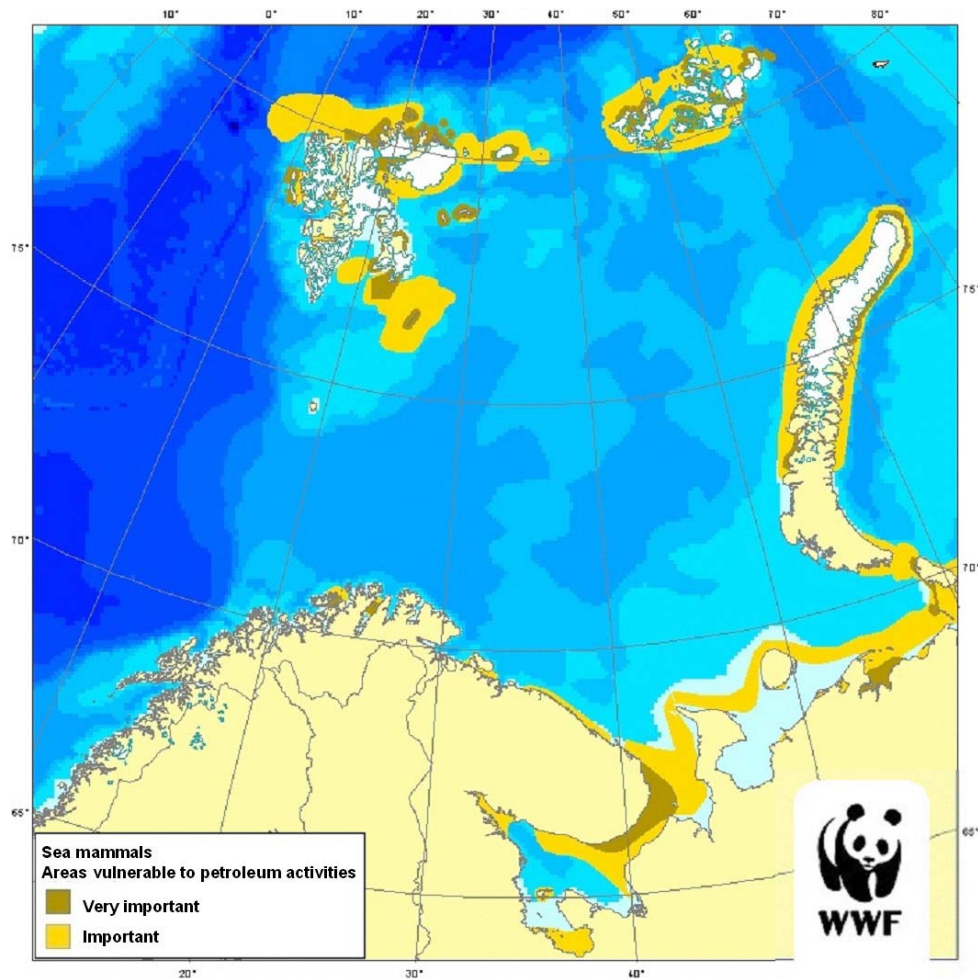 10° 0° 10° 20° 30° 40° 50° 60° 70° 80°
75° 75°
70° 70°
65° 65°
Sea mammals
Areas vulnerable to petroleum activities
Very important
Important
WWF
20° 30° 40°